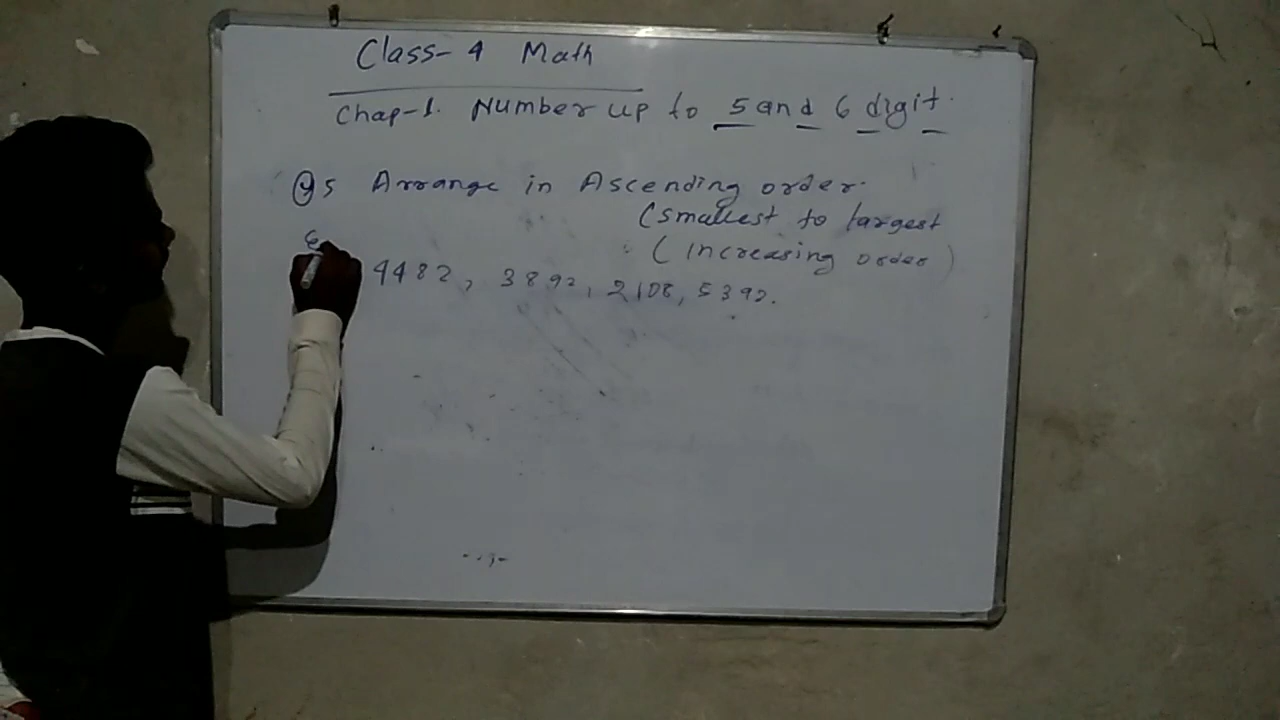 Class-4 Math
Chap-1. Number up to 5 and 6 digit.
Q5 Arrange in Ascending order.
(smallest to largest
(increasing order)
4482, 3892, 2108, 5392.